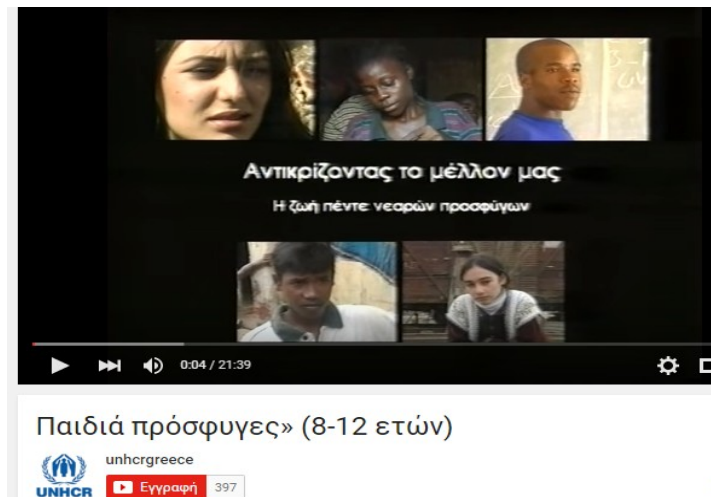 Αντικρίζοντας το μέλλον μας
Η ζωή πέντε νεαρών προσφύγων
0:04 / 21:39
Παιδιά πρόσφυγες» (8-12 ετών)
unhcrgreece
UNHCR
Εγγραφή 397